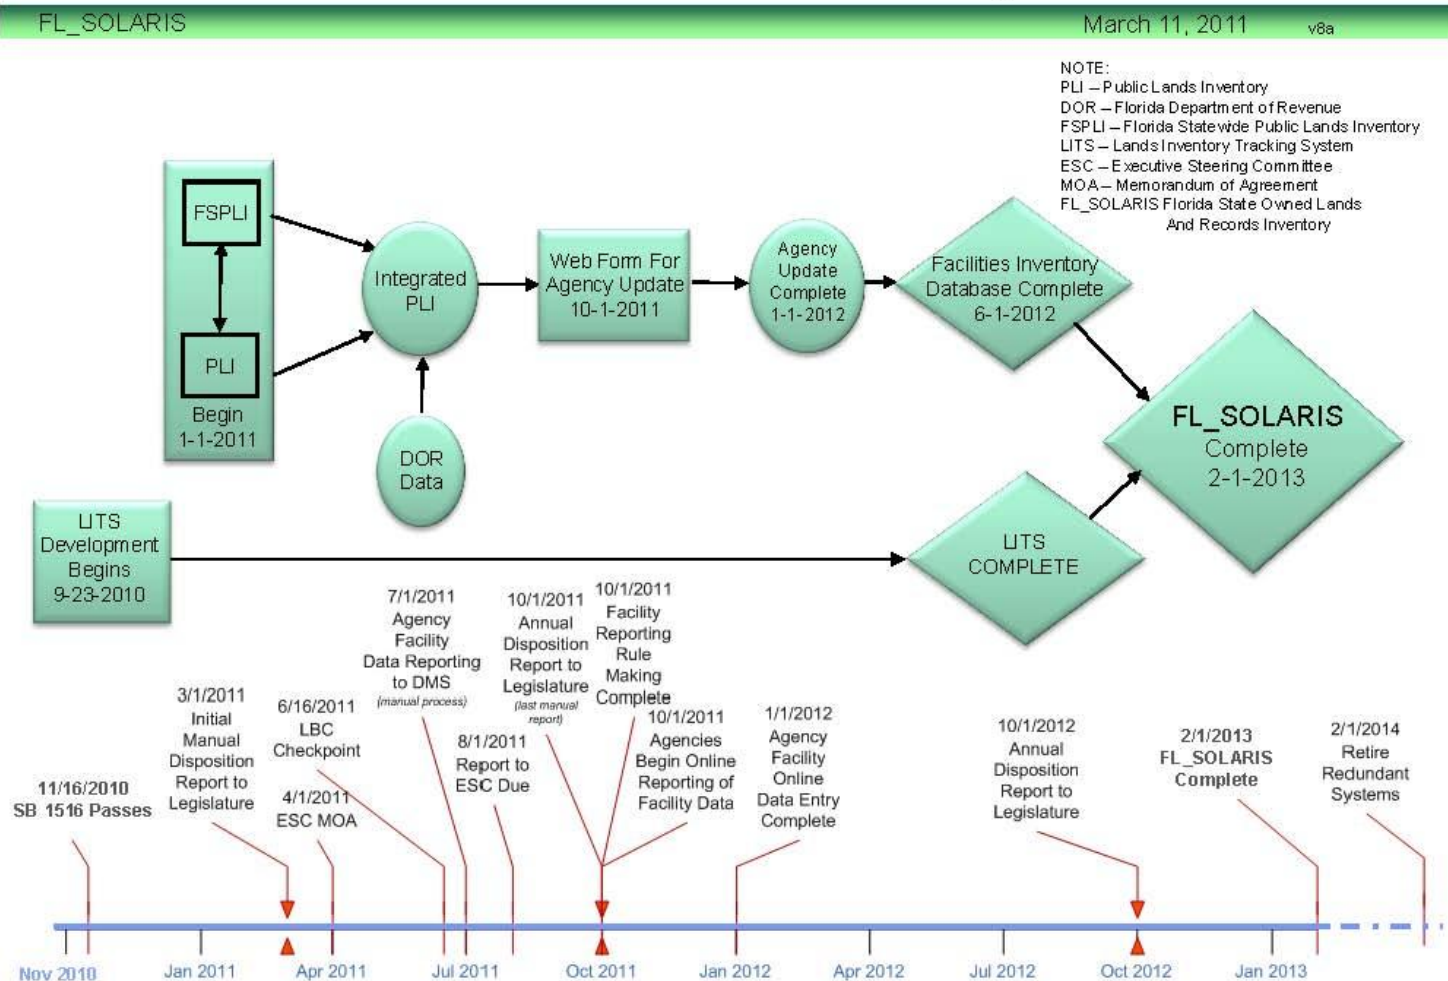 FL_SOLARIS
March 11, 2011 v8a
NOTE:
PLI – Public Lands Inventory
DOR – Florida Department of Revenue
FSPLI – Florida Statewide Public Lands Inventory
LITS – Lands Inventory Tracking System
ESC – Executive Steering Committee
MOA – Memorandum of Agreement
FL_SOLARIS Florida State Owned Lands
And Records Inventory
FSPLI
PLI
Begin
1-1-2011
Integrated
PLI
DOR
Data
Web Form For
Agency Update
10-1-2011
Agency
Update
Complete
1-1-2012
Facilities Inventory
Database Complete
6-1-2012
FL_SOLARIS
Complete
2-1-2013
LITS
Development
Begins
9-23-2010
LITS
COMPLETE
11/16/2010
SB 1516 Passes
3/1/2011
Initial
Manual
Disposition
Report to
Legislature
6/16/2011
LBC
Checkpoint
4/1/2011
ESC MOA
7/1/2011
Agency
Facility
Data Reporting
to DMS
(manual process)
8/1/2011
Report to
ESC Due
10/1/2011
Annual
Disposition
Report to
Legislature
(last manual
report)
10/1/2011
Facility
Reporting
Rule
Making
Complete
10/1/2011
Agencies
Begin Online
Reporting of
Facility Data
1/1/2012
Agency
Facility
Online
Data Entry
Complete
10/1/2012
Annual
Disposition
Report to
Legislature
2/1/2013
FL_SOLARIS
Complete
2/1/2014
Retire
Redundant
Systems
Nov 2010
Jan 2011
Apr 2011
Jul 2011
Oct 2011
Jan 2012
Apr 2012
Jul 2012
Oct 2012
Jan 2013